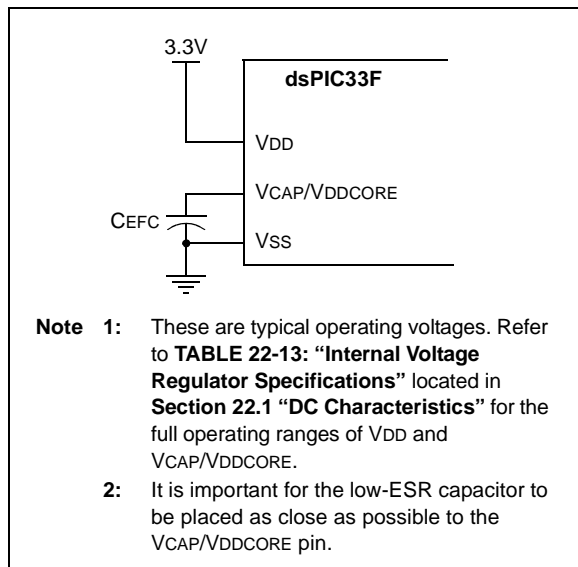 3.3V
dsPIC33F
VDD
VCAP/VDDCORE
CEFC
VSS
Note 1: These are typical operating voltages. Refer
to TABLE 22-13: “Internal Voltage
Regulator Specifications” located in
Section 22.1 “DC Characteristics” for the
full operating ranges of VDD and
VCAP/VDDCORE.
2: It is important for the low-ESR capacitor to
be placed as close as possible to the
VCAP/VDDCORE pin.